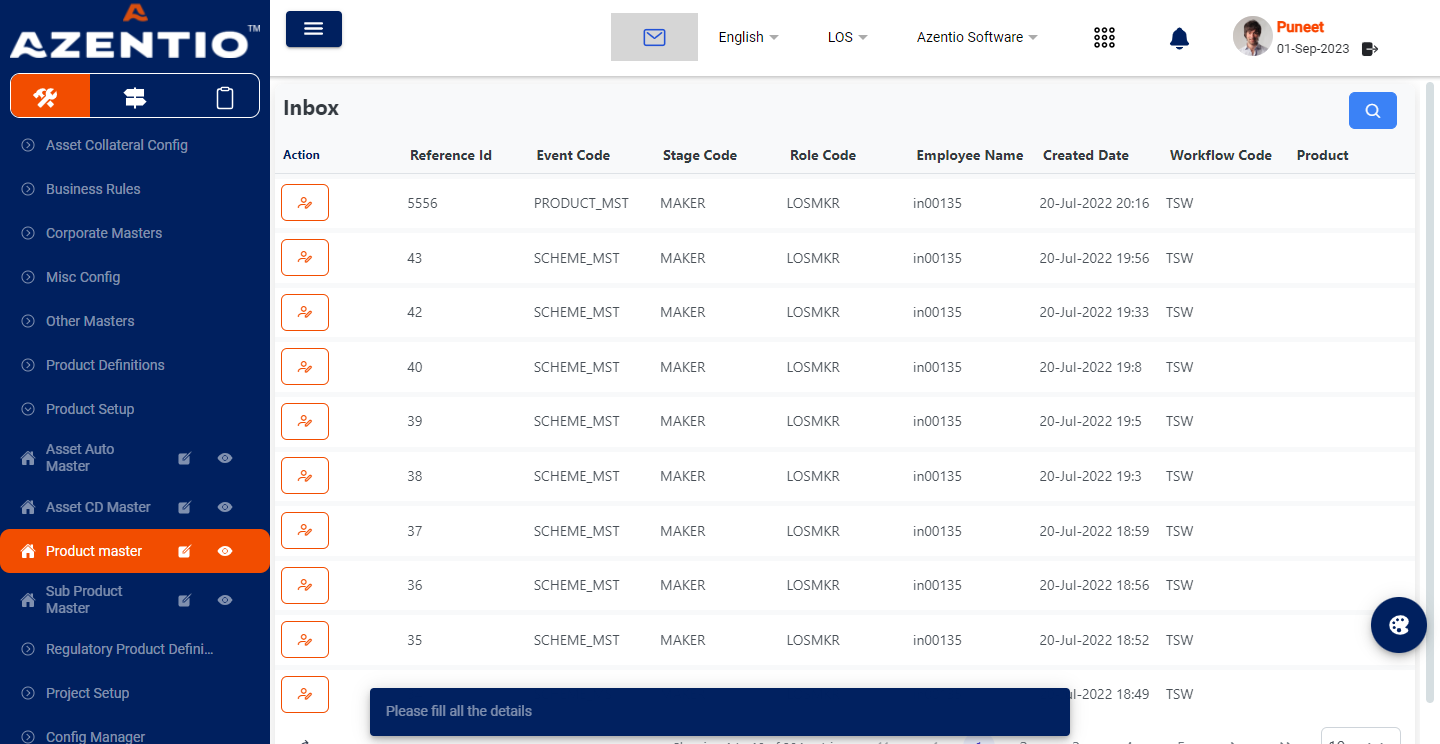 AZENTIO™
English
LOS
Azentio Software
Puneet
01-Sep-2023
Asset Collateral Config
Business Rules
Corporate Masters
Misc Config
Other Masters
Product Definitions
Product Setup
Asset Auto
Master
Asset CD Master
Product master
Sub Product
Master
Regulatory Product Defini...
Project Setup
Config Manager
Inbox
Action Reference Id Event Code Stage Code Role Code Employee Name Created Date Workflow Code Product
5556 PRODUCT_MST MAKER LOSMKR in00135 20-Jul-2022 20:16 TSW
43 SCHEME_MST MAKER LOSMKR in00135 20-Jul-2022 19:56 TSW
42 SCHEME_MST MAKER LOSMKR in00135 20-Jul-2022 19:33 TSW
40 SCHEME_MST MAKER LOSMKR in00135 20-Jul-2022 19:8 TSW
39 SCHEME_MST MAKER LOSMKR in00135 20-Jul-2022 19:5 TSW
38 SCHEME_MST MAKER LOSMKR in00135 20-Jul-2022 19:3 TSW
37 SCHEME_MST MAKER LOSMKR in00135 20-Jul-2022 18:59 TSW
36 SCHEME_MST MAKER LOSMKR in00135 20-Jul-2022 18:56 TSW
35 SCHEME_MST MAKER LOSMKR in00135 20-Jul-2022 18:52 TSW
-2022 18:49 TSW
Please fill all the details